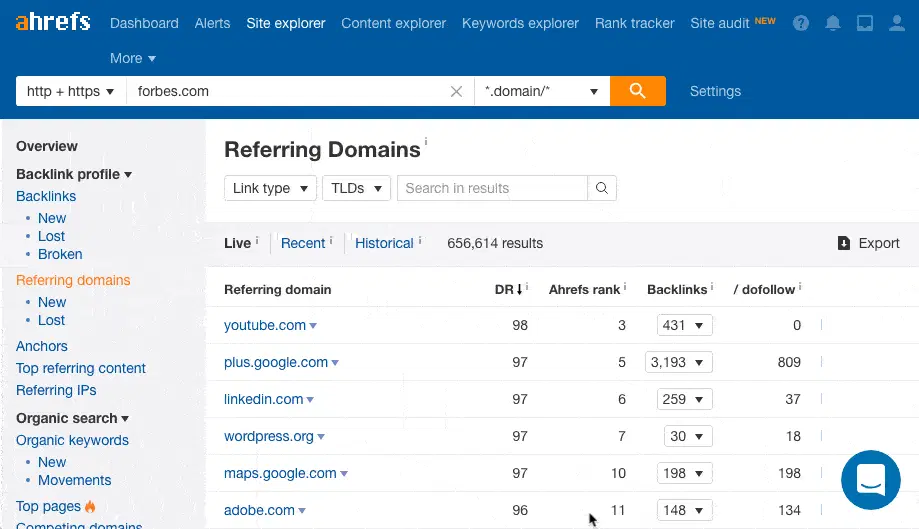 ahrefs Dashboard Alerts Site explorer Content explorer Keywords explorer Rank tracker Site audit NEW
More
http + https forbes.com *.domain/* Settings
Overview
Backlink profile
Backlinks
New
Lost
Broken
Referring domains
New
Lost
Anchors
Top referring content
Referring IPs
Organic search
Organic keywords
New
Movements
Top pages
Competing domains
Referring Domains i
Link type TLDs Search in results
Live i Recent i Historical i 656,614 results Export
Referring domain DR↓ i Ahrefs rank i Backlinks i / dofollow i
youtube.com 98 3 431 0
plus.google.com 97 5 3,193 809
linkedin.com 97 6 259 37
wordpress.org 97 7 30 18
maps.google.com 97 10 198 198
adobe.com 96 11 148 134